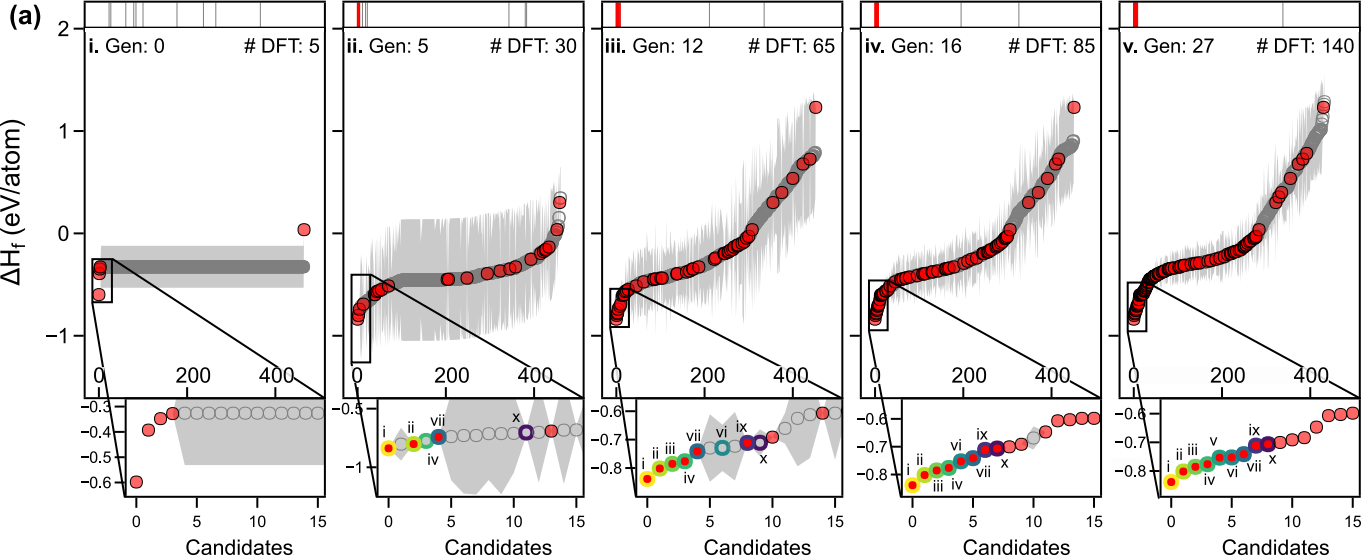 (a)
i. Gen: 0 # DFT: 5
ii. Gen: 5 # DFT: 30
iii. Gen: 12 # DFT: 65
iv. Gen: 16 # DFT: 85
v. Gen: 27 # DFT: 140
ΔHf (eV/atom)
2
1
0
−1
0 200 400
0 200 400
0 200 400
0 200 400
0 200 400
−0.3
−0.4
−0.5
−0.6
−0.5
−1
i ii iv vii x
−0.6
−0.7
−0.8
i ii iii iv vii vi ix x
−0.6
−0.7
−0.8
i ii iii iv vi vii ix x
−0.6
−0.7
−0.8
i ii iii iv v vi vii ix x
0 5 10 15
0 5 10 15
0 5 10 15
0 5 10 15
0 5 10 15
Candidates
Candidates
Candidates
Candidates
Candidates